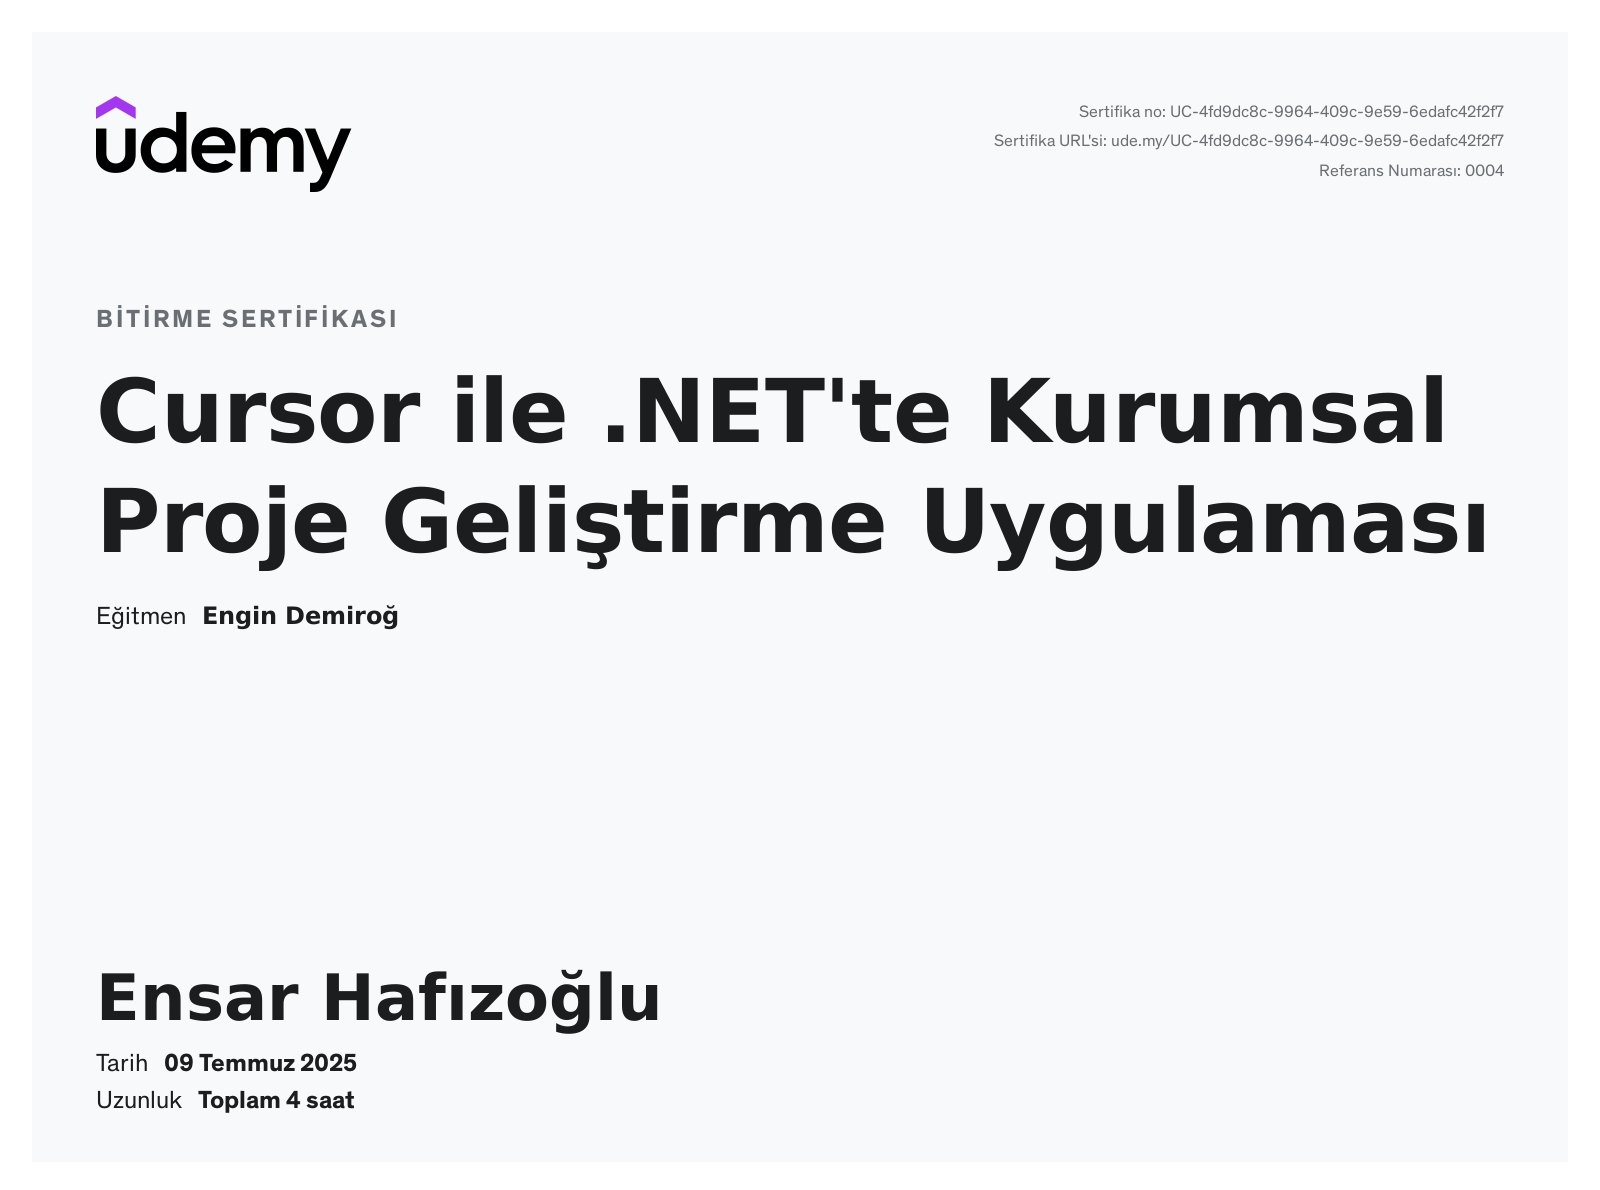 udemy
Sertifika no: UC-4fd9dc8c-9964-409c-9e59-6edafc42f2f7
Sertifika URL'si: ude.my/UC-4fd9dc8c-9964-409c-9e59-6edafc42f2f7
Referans Numarası: 0004
BİTİRME SERTİFİKASI
Cursor ile .NET'te Kurumsal
Proje Geliştirme Uygulaması
Eğitmen Engin Demiroğ
Ensar Hafızoğlu
Tarih 09 Temmuz 2025
Uzunluk Toplam 4 saat